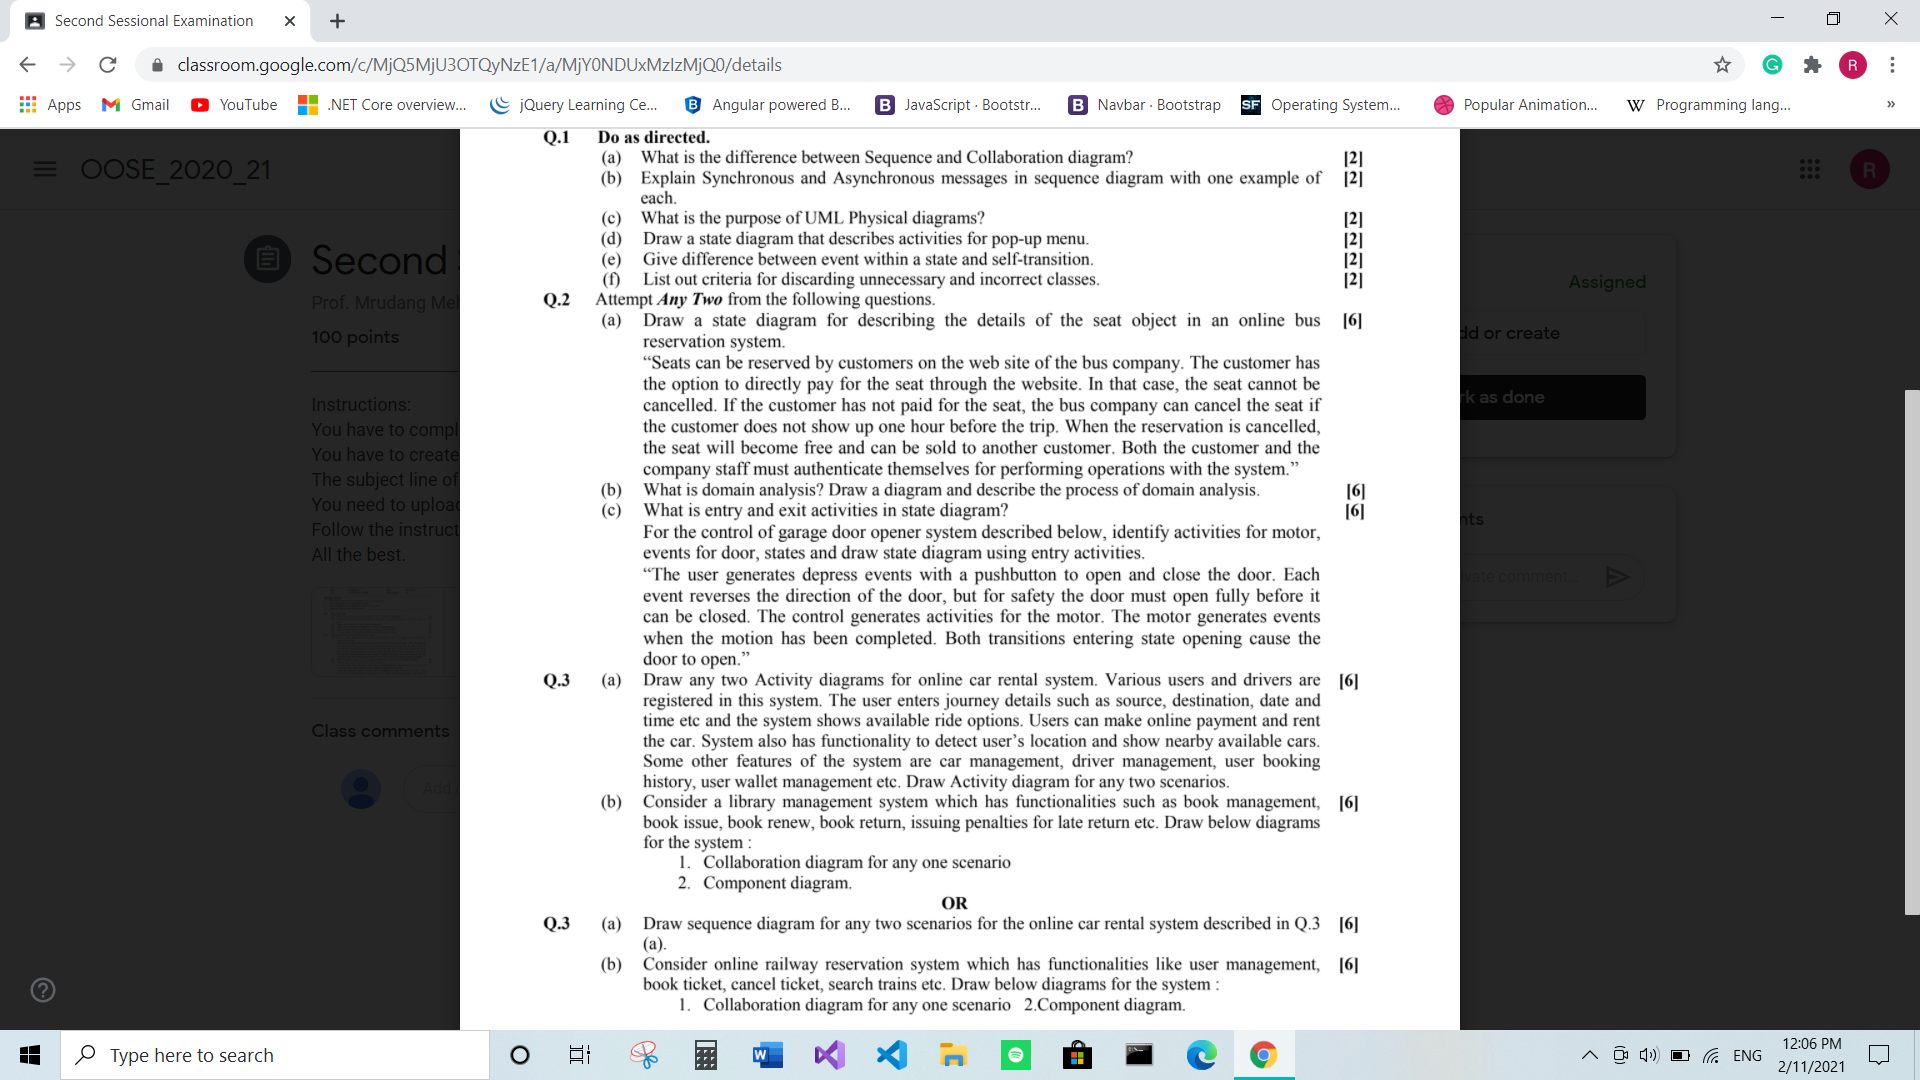 Second Sessional Examination
classroom.google.com/c/MjQ5MjU3OTQyNzE1/a/MjY0NDUxMzIzMjQ0/details
R
Apps Gmail YouTube .NET Core overview... jQuery Learning Ce... Angular powered B... JavaScript · Bootstr... Navbar · Bootstrap SF Operating System... Popular Animation... W Programming lang... »
OOSE_2020_21
R
Second
Prof. Mrudang Me
100 points
Instructions:
You have to compl
You have to create
The subject line of
You need to uploa
Follow the instruct
All the best.
Class comments
Add
Assigned
dd or create
rk as done
nts
vate comment...
Q.1 Do as directed.
(a) What is the difference between Sequence and Collaboration diagram? [2]
(b) Explain Synchronous and Asynchronous messages in sequence diagram with one example of [2]
each.
(c) What is the purpose of UML Physical diagrams? [2]
(d) Draw a state diagram that describes activities for pop-up menu. [2]
(e) Give difference between event within a state and self-transition. [2]
(f) List out criteria for discarding unnecessary and incorrect classes. [2]
Q.2 Attempt Any Two from the following questions.
(a) Draw a state diagram for describing the details of the seat object in an online bus [6]
reservation system.
“Seats can be reserved by customers on the web site of the bus company. The customer has
the option to directly pay for the seat through the website. In that case, the seat cannot be
cancelled. If the customer has not paid for the seat, the bus company can cancel the seat if
the customer does not show up one hour before the trip. When the reservation is cancelled,
the seat will become free and can be sold to another customer. Both the customer and the
company staff must authenticate themselves for performing operations with the system.”
(b) What is domain analysis? Draw a diagram and describe the process of domain analysis. [6]
(c) What is entry and exit activities in state diagram? [6]
For the control of garage door opener system described below, identify activities for motor,
events for door, states and draw state diagram using entry activities.
“The user generates depress events with a pushbutton to open and close the door. Each
event reverses the direction of the door, but for safety the door must open fully before it
can be closed. The control generates activities for the motor. The motor generates events
when the motion has been completed. Both transitions entering state opening cause the
door to open.”
Q.3 (a) Draw any two Activity diagrams for online car rental system. Various users and drivers are [6]
registered in this system. The user enters journey details such as source, destination, date and
time etc and the system shows available ride options. Users can make online payment and rent
the car. System also has functionality to detect user’s location and show nearby available cars.
Some other features of the system are car management, driver management, user booking
history, user wallet management etc. Draw Activity diagram for any two scenarios.
(b) Consider a library management system which has functionalities such as book management, [6]
book issue, book renew, book return, issuing penalties for late return etc. Draw below diagrams
for the system :
1. Collaboration diagram for any one scenario
2. Component diagram.
OR
Q.3 (a) Draw sequence diagram for any two scenarios for the online car rental system described in Q.3 [6]
(a).
(b) Consider online railway reservation system which has functionalities like user management, [6]
book ticket, cancel ticket, search trains etc. Draw below diagrams for the system :
1. Collaboration diagram for any one scenario 2.Component diagram.
Type here to search
ENG
12:06 PM
2/11/2021